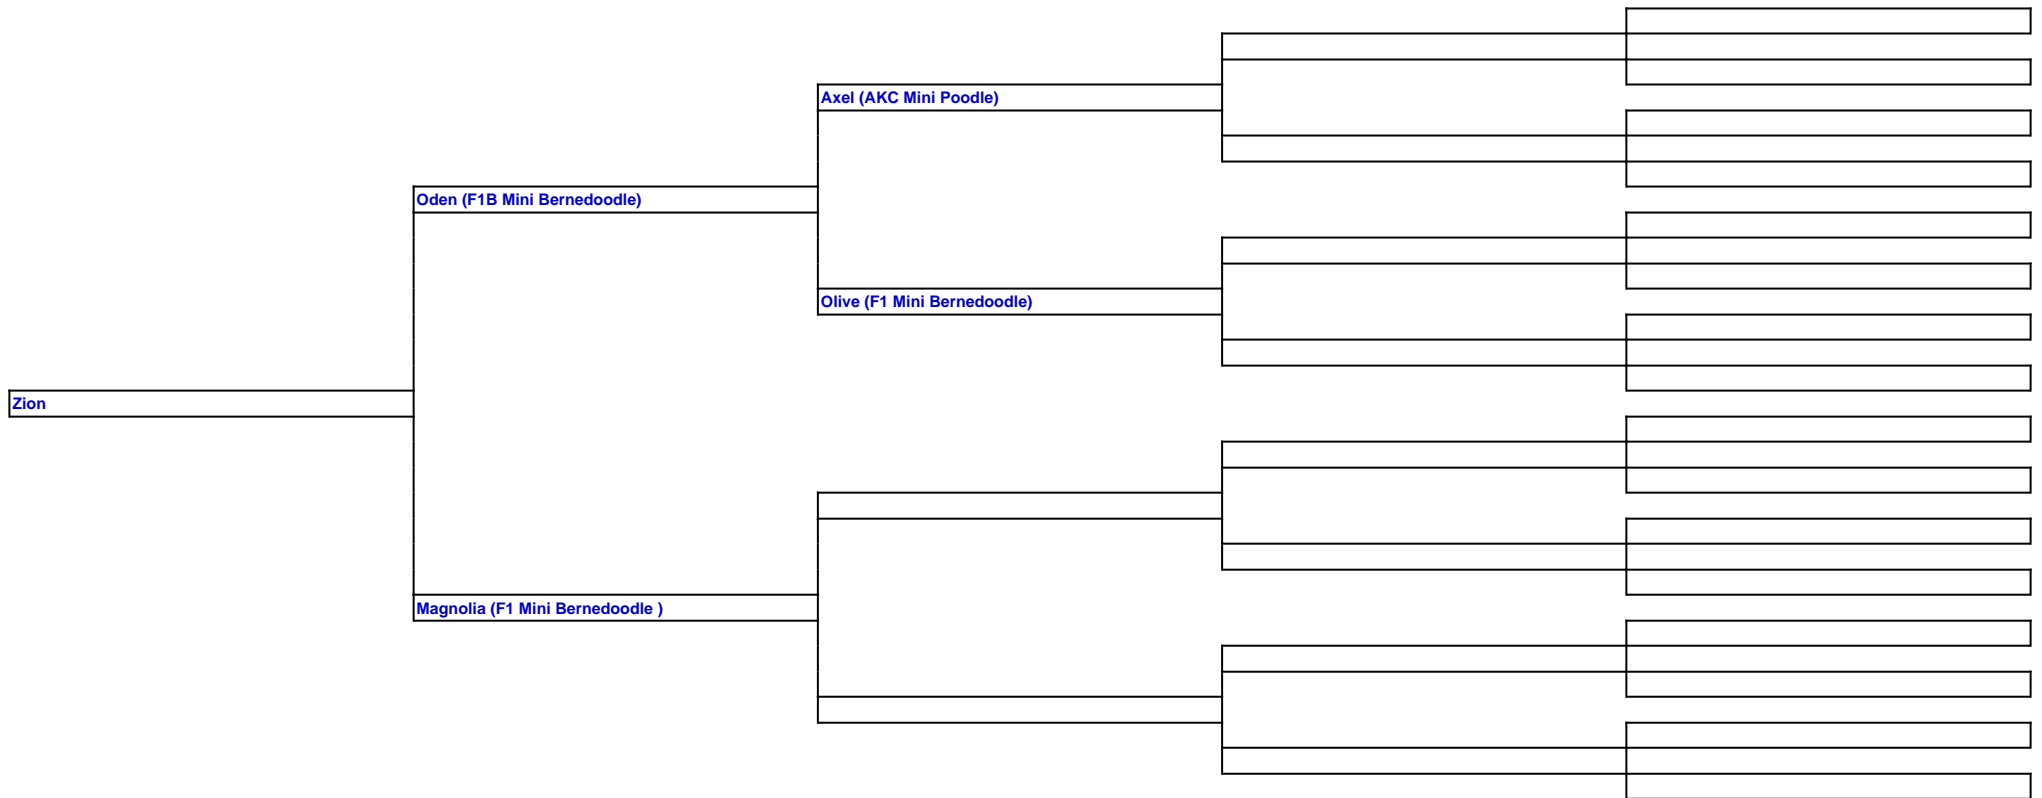 Axel (AKC Mini Poodle)
Oden (F1B Mini Bernedoodle)
Olive (F1 Mini Bernedoodle)
Zion
Magnolia (F1 Mini Bernedoodle )